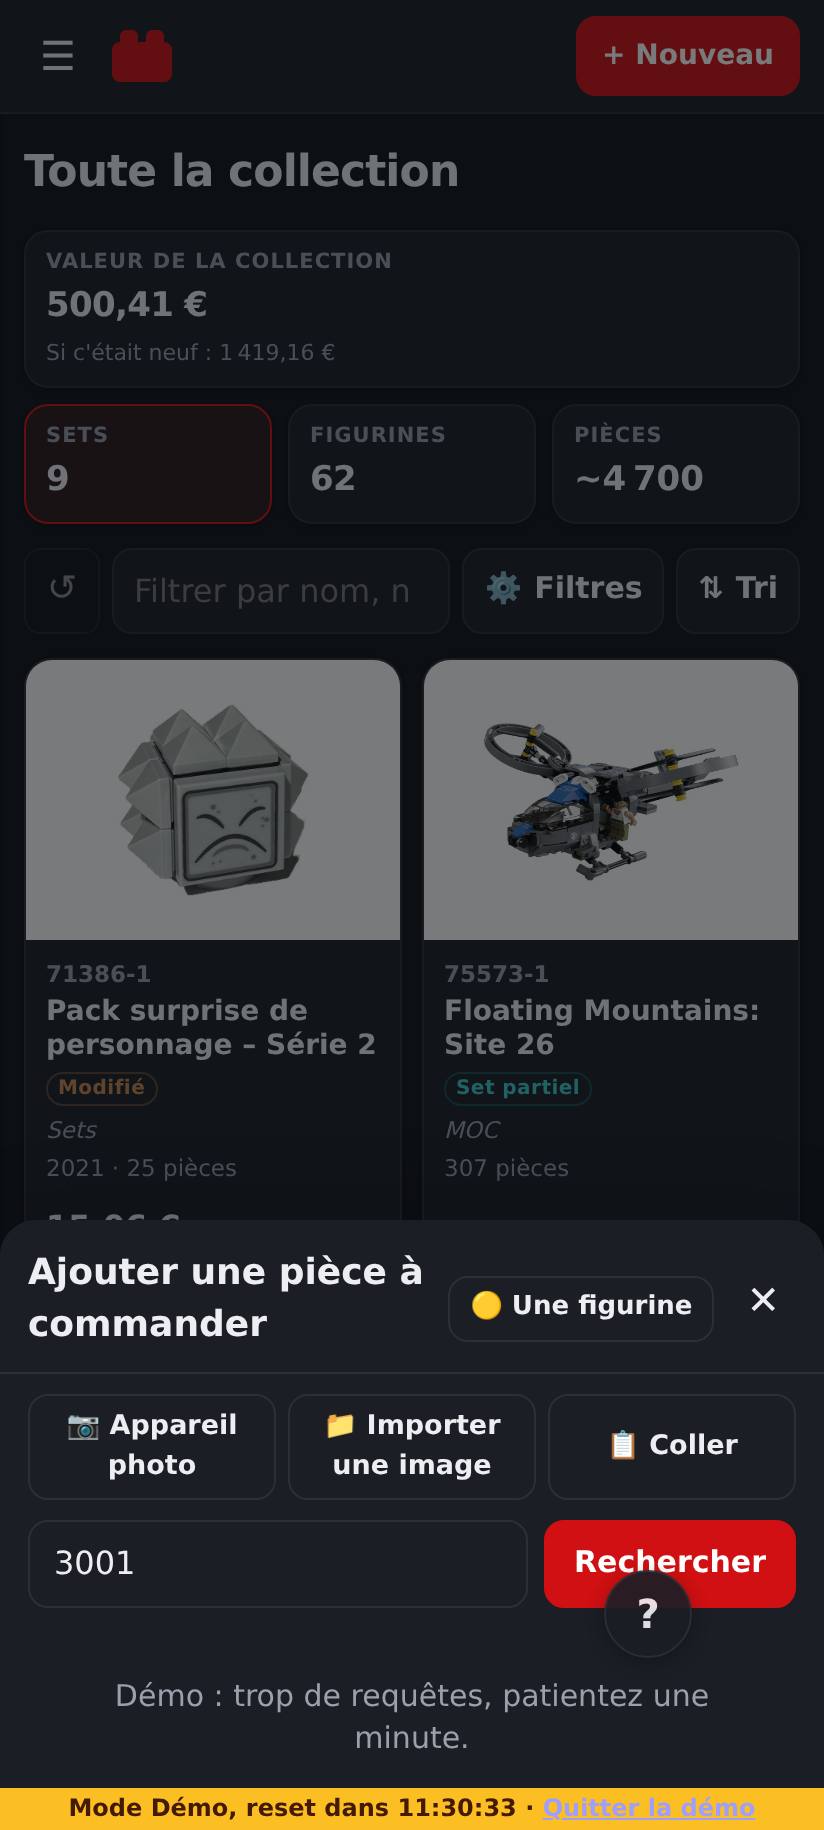 ☰
+ Nouveau
Toute la collection
VALEUR DE LA COLLECTION
500,41 €
Si c'était neuf : 1 419,16 €
SETS
9
FIGURINES
62
PIÈCES
~4 700
↺
Filtrer par nom, n
⚙️ Filtres
⇅ Tri
71386-1
Pack surprise de
personnage – Série 2
Modifié
Sets
2021 · 25 pièces
75573-1
Floating Mountains:
Site 26
Set partiel
MOC
307 pièces
Ajouter une pièce à
commander
🟡 Une figurine
✕
📷 Appareil
photo
📁 Importer
une image
📋 Coller
3001
Rechercher
?
Démo : trop de requêtes, patientez une
minute.
Mode Démo, reset dans 11:30:33 · Quitter la démo